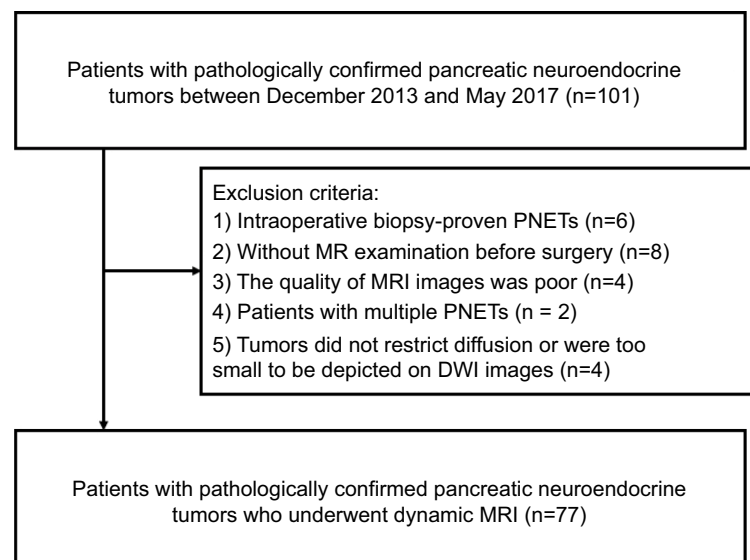 Patients with pathologically confirmed pancreatic neuroendocrine
tumors between December 2013 and May 2017 (n=101)
Exclusion criteria:
1) Intraoperative biopsy-proven PNETs (n=6)
2) Without MR examination before surgery (n=8)
3) The quality of MRI images was poor (n=4)
4) Patients with multiple PNETs (n = 2)
5) Tumors did not restrict diffusion or were too
small to be depicted on DWI images (n=4)
Patients with pathologically confirmed pancreatic neuroendocrine
tumors who underwent dynamic MRI (n=77)